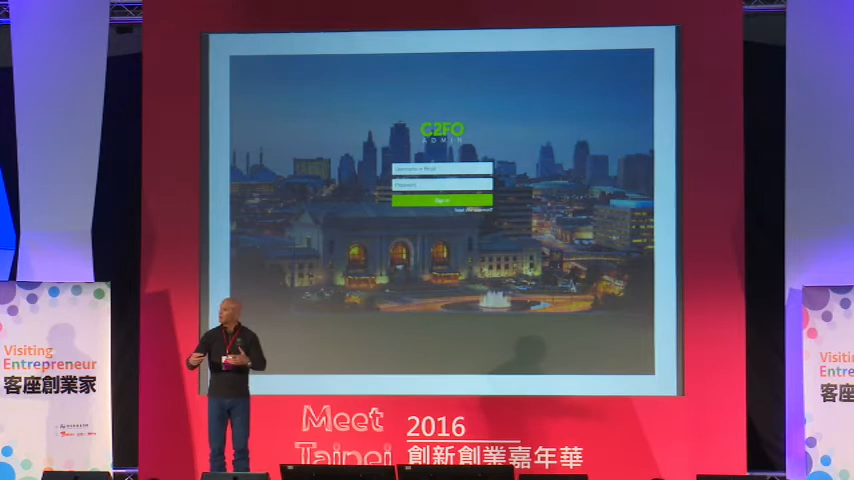 C2FO
ADMIN
Username or Email
Password
Sign In
Visiting
Entrepreneur
客座創業家
Meet
Taipei
2016
創新創業嘉年華
Visiting
Entre
客座創